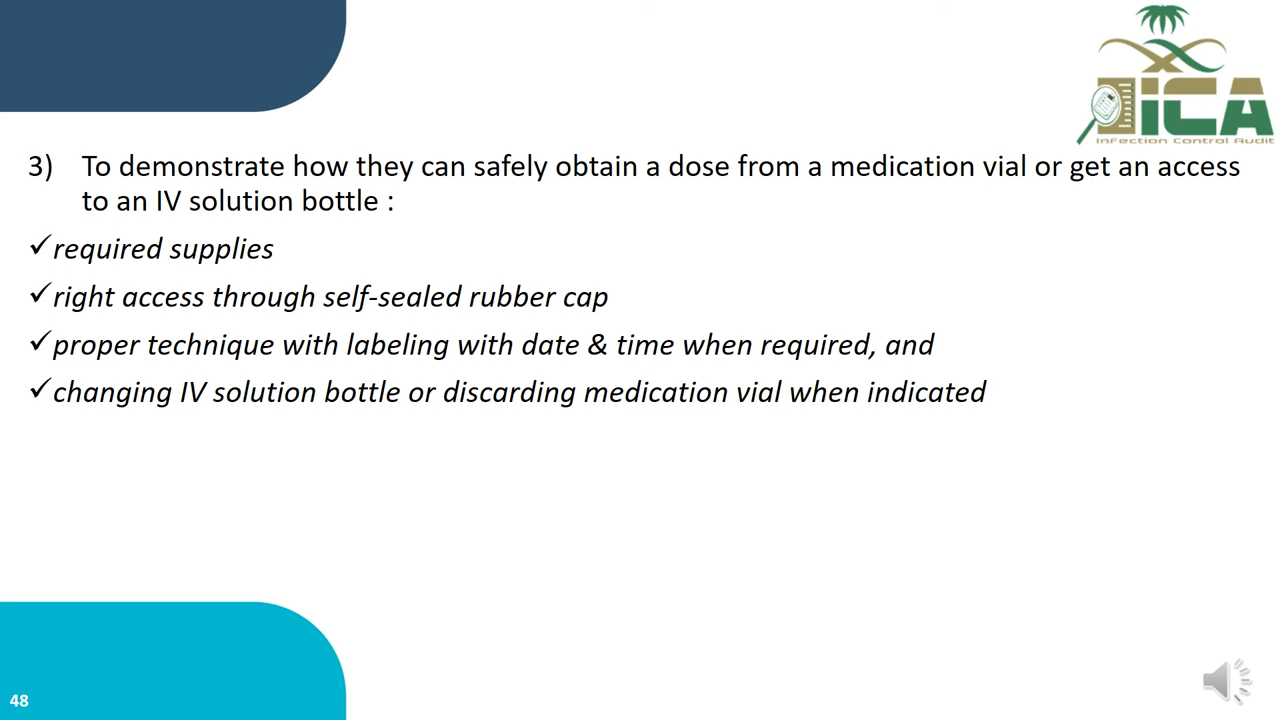 iCA
inFection Control Audit
3) To demonstrate how they can safely obtain a dose from a medication vial or get an access
to an IV solution bottle :
✓required supplies
✓right access through self-sealed rubber cap
✓proper technique with labeling with date & time when required, and
✓changing IV solution bottle or discarding medication vial when indicated
48